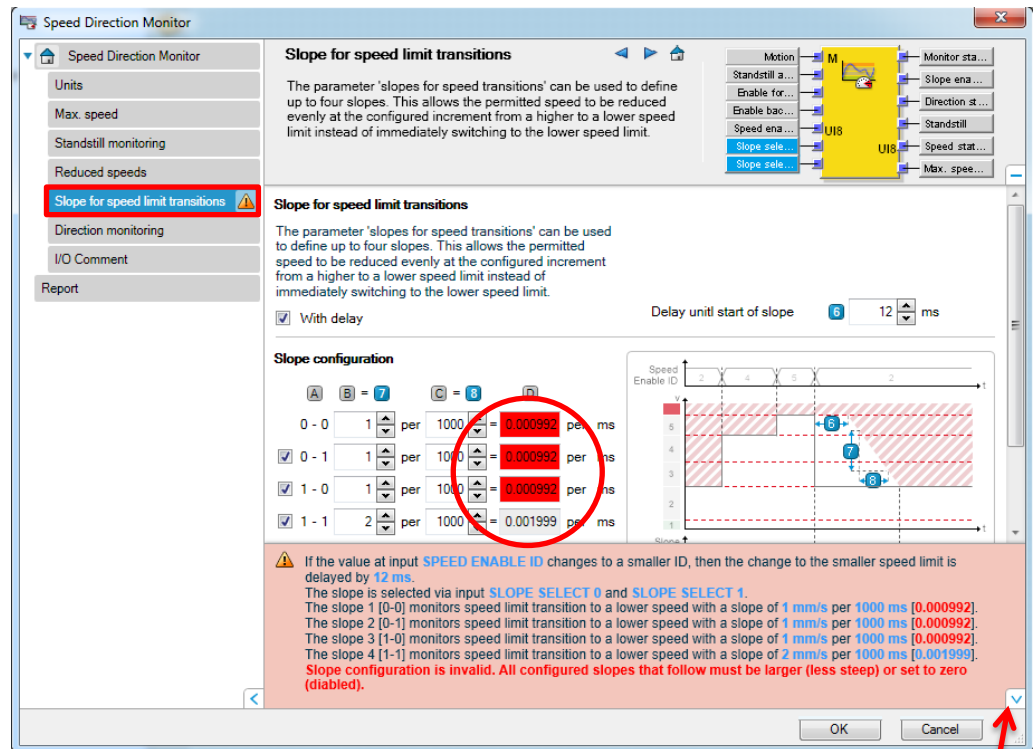 Speed Direction Monitor
Speed Direction Monitor
Units
Max. speed
Standstill monitoring
Reduced speeds
Slope for speed limit transitions
Direction monitoring
I/O Comment
Report
Slope for speed limit transitions
The parameter 'slopes for speed transitions' can be used to define
up to four slopes. This allows the permitted speed to be reduced
evenly at the configured increment from a higher to a lower speed
limit instead of immediately switching to the lower speed limit.
Motion
Standstill a...
Enable for...
Enable bac...
Speed ena...
Slope sele...
Slope sele...
M
UI8
UI8
Monitor sta...
Slope ena...
Direction st...
Standstill
Speed stat...
Max. spee...
Slope for speed limit transitions
The parameter 'slopes for speed transitions' can be used
to define up to four slopes. This allows the permitted
speed to be reduced evenly at the configured increment
from a higher to a lower speed limit instead of
immediately switching to the lower speed limit.
With delay
Delay unitl start of slope 6 12 ms
Slope configuration
A B = 7 C = 8 D
0 - 0 1 per 1000 = 0.000992 per ms
0 - 1 1 per 1000 = 0.000992 per ms
1 - 0 1 per 1000 = 0.000992 per ms
1 - 1 2 per 1000 = 0.001999 per ms
Speed
Enable ID 2 4 5 2 t
v
5
4
3
2
1
6
7
8
t
Slope
If the value at input SPEED ENABLE ID changes to a smaller ID, then the change to the smaller speed limit is
delayed by 12 ms.
The slope is selected via input SLOPE SELECT 0 and SLOPE SELECT 1.
The slope 1 [0-0] monitors speed limit transition to a lower speed with a slope of 1 mm/s per 1000 ms [0.000992].
The slope 2 [0-1] monitors speed limit transition to a lower speed with a slope of 1 mm/s per 1000 ms [0.000992].
The slope 3 [1-0] monitors speed limit transition to a lower speed with a slope of 1 mm/s per 1000 ms [0.000992].
The slope 4 [1-1] monitors speed limit transition to a lower speed with a slope of 2 mm/s per 1000 ms [0.001999].
Slope configuration is invalid. All configured slopes that follow must be larger (less steep) or set to zero
(diabled).
OK
Cancel